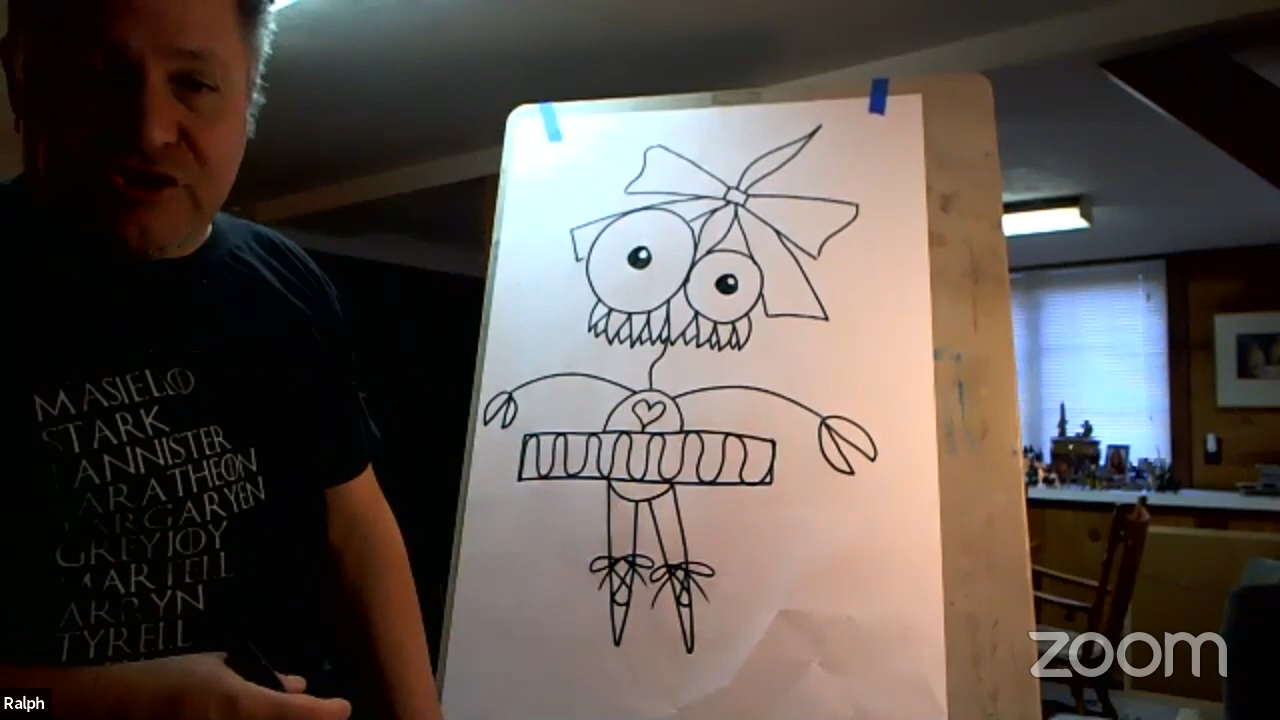 MASIELLO
STARK
LANNISTER
BARATHEON
TARGARYEN
GREYJOY
MARTELL
ARRYN
TYRELL
Ralph
zoom